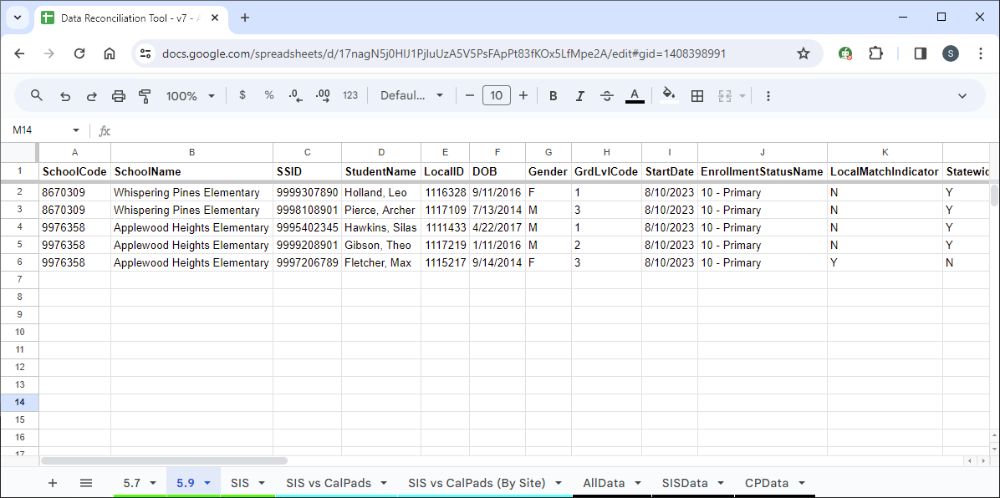 Data Reconciliation Tool - v7 -
docs.google.com/spreadsheets/d/17nagN5j0HIJ1PjIuUzA5V5PsFApPt83fKOx5LfMpe2A/edit#gid=1408398991
S
100% $ % .0 .00 123 Defaul... 10 B I S A
M14 fx
A B C D E F G H I J K
1 SchoolCode SchoolName SSID StudentName LocalID DOB Gender GrdLvlCode StartDate EnrollmentStatusName LocalMatchIndicator Statewid
2 8670309 Whispering Pines Elementary 9999307890 Holland, Leo 1116328 9/11/2016 F 1 8/10/2023 10 - Primary N Y
3 8670309 Whispering Pines Elementary 9998108901 Pierce, Archer 1117109 7/13/2014 M 3 8/10/2023 10 - Primary N Y
4 9976358 Applewood Heights Elementary 9995402345 Hawkins, Silas 1111433 4/22/2017 M 1 8/10/2023 10 - Primary N Y
5 9976358 Applewood Heights Elementary 9999208901 Gibson, Theo 1117219 1/11/2016 M 2 8/10/2023 10 - Primary N Y
6 9976358 Applewood Heights Elementary 9997206789 Fletcher, Max 1115217 9/14/2014 F 3 8/10/2023 10 - Primary Y N
7
8
9
10
11
12
13
14
15
16
17
5.7 5.9 SIS SIS vs CalPads SIS vs CalPads (By Site) AllData SISData CPData